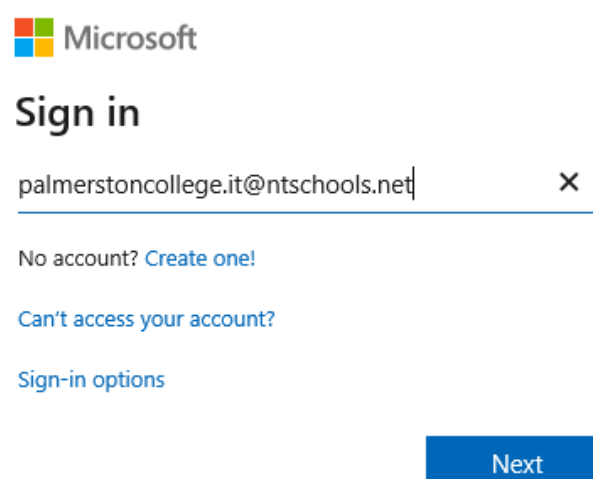 Microsoft
Sign in
palmerstoncollege.it@ntschools.net
No account? Create one!
Can't access your account?
Sign-in options
Next